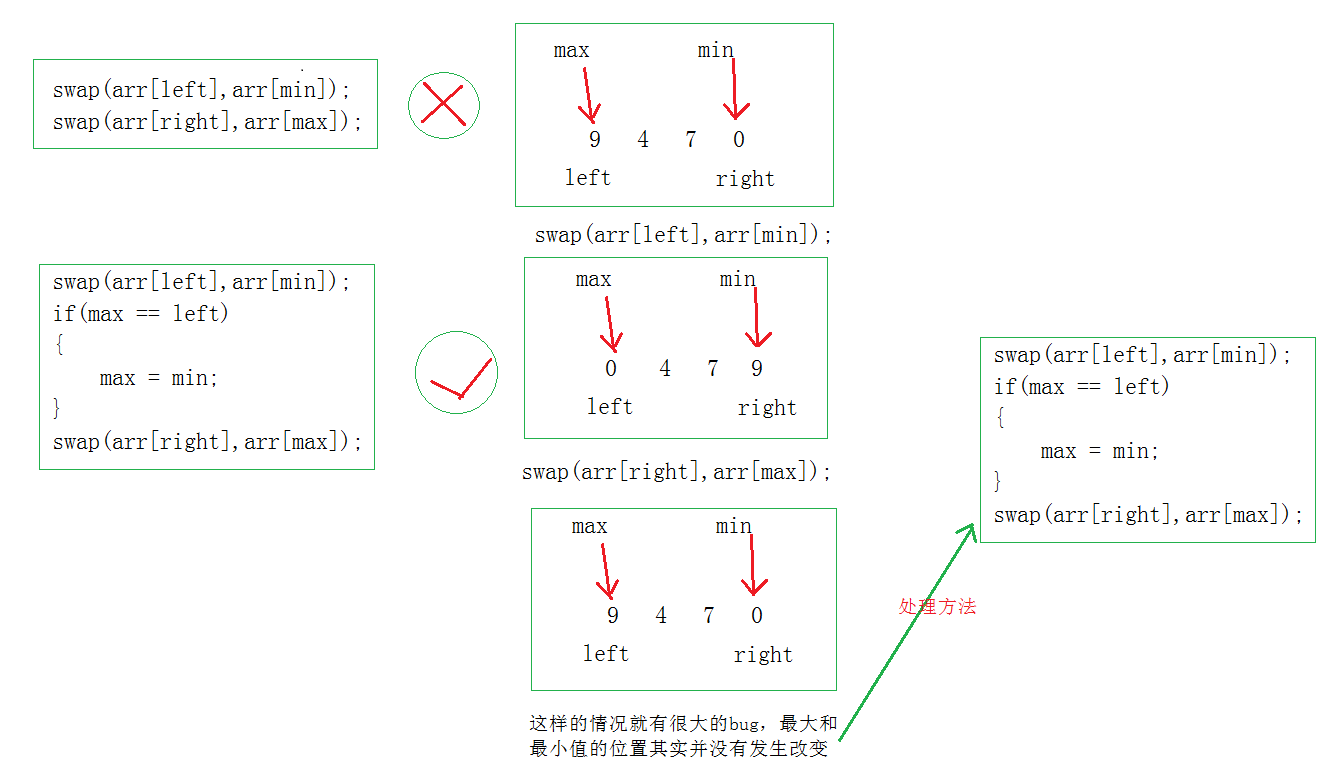 swap(arr[left],arr[min]);
swap(arr[right],arr[max]);
max min
9 4 7 0
left right
swap(arr[left],arr[min]);
swap(arr[left],arr[min]);
if(max == left)
{
max = min;
}
swap(arr[right],arr[max]);
max min
0 4 7 9
left right
swap(arr[right],arr[max]);
max min
9 4 7 0
left right
这样的情况就有很大的bug，最大和
最小值的位置其实并没有发生改变
处理方法
swap(arr[left],arr[min]);
if(max == left)
{
max = min;
}
swap(arr[right],arr[max]);